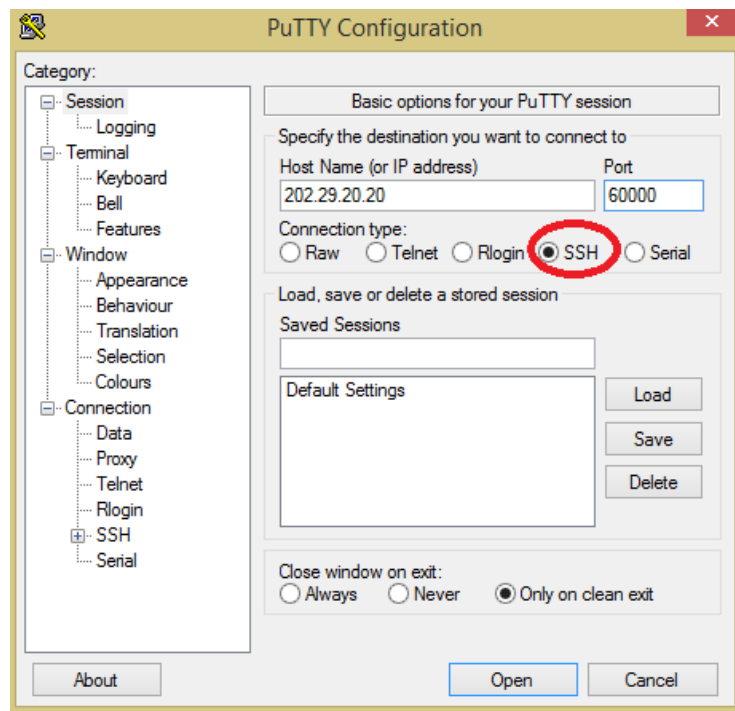 PuTTY Configuration
Category:
Session
Logging
Terminal
Keyboard
Bell
Features
Window
Appearance
Behaviour
Translation
Selection
Colours
Connection
Data
Proxy
Telnet
Rlogin
SSH
Serial
Basic options for your PuTTY session
Specify the destination you want to connect to
Host Name (or IP address) Port
202.29.20.20 60000
Connection type:
Raw Telnet Rlogin SSH Serial
Load, save or delete a stored session
Saved Sessions
Default Settings
Load
Save
Delete
Close window on exit:
Always Never Only on clean exit
About Open Cancel